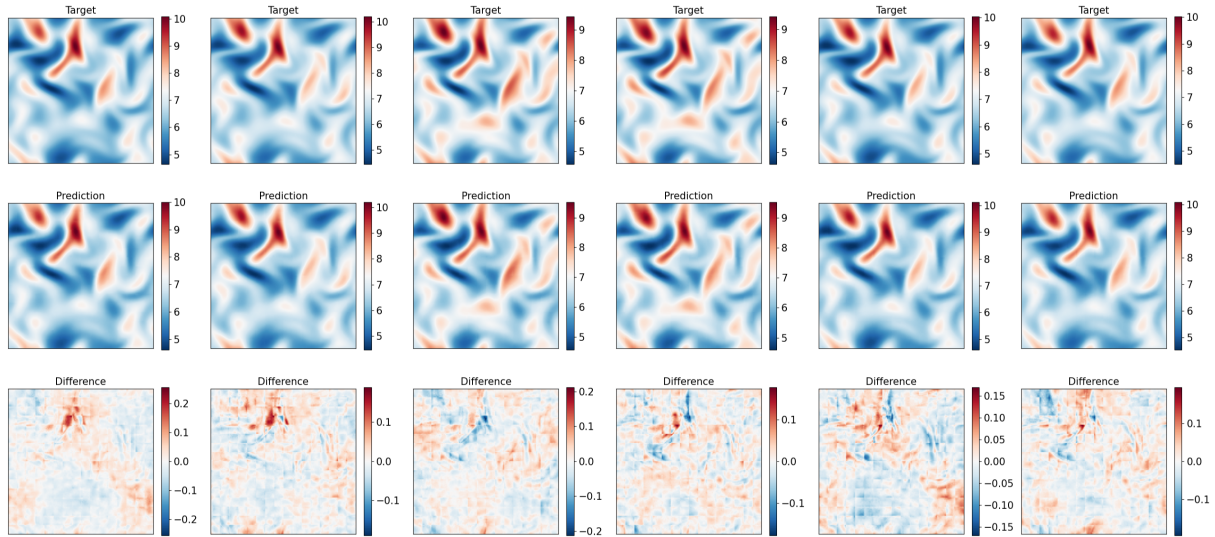 Target Target Target Target Target Target
10 10 9 9 10 10
9 9 8 8 9 9
8 8 7 7 8 8
7 7 6 6 7 7
6 6 5 5 6 6
5 5 5 5
Prediction Prediction Prediction Prediction Prediction Prediction
10 10 9 9 10 10
9 9 8 8 9 9
8 8 7 7 8 8
7 7 6 6 7 7
6 6 5 5 6 6
5 5 5 5
Difference Difference Difference Difference Difference Difference
0.2 0.1 0.2 0.1 0.15 0.1
0.1 0.0 0.1 0.0 0.10 0.0
0.0 −0.1 0.0 −0.1 0.05 −0.1
−0.1 −0.1 0.00
−0.2 −0.2 −0.05
−0.10
−0.15